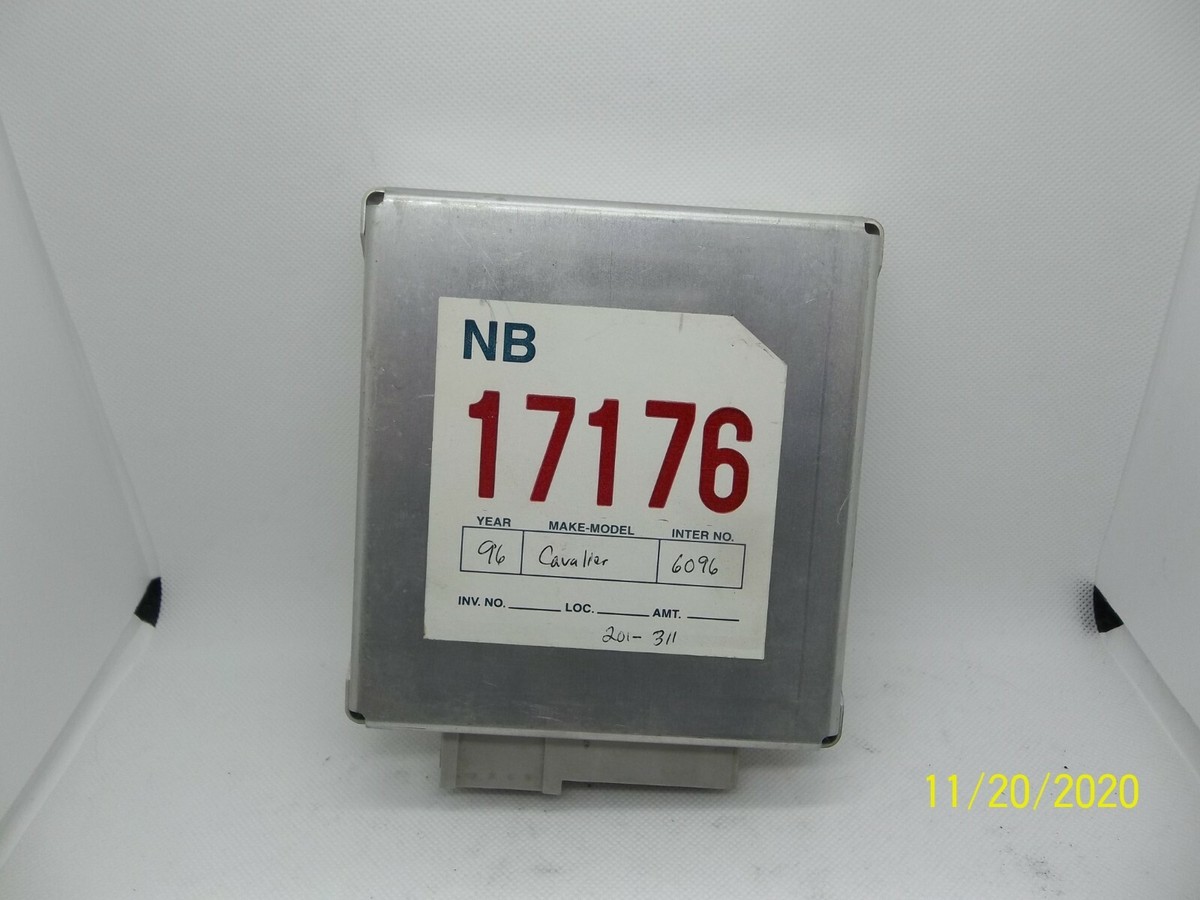 NB
17176
YEAR MAKE-MODEL INTER NO.
96 Cavalier 6096
INV. NO. LOC. AMT.
201-311
11/20/2020